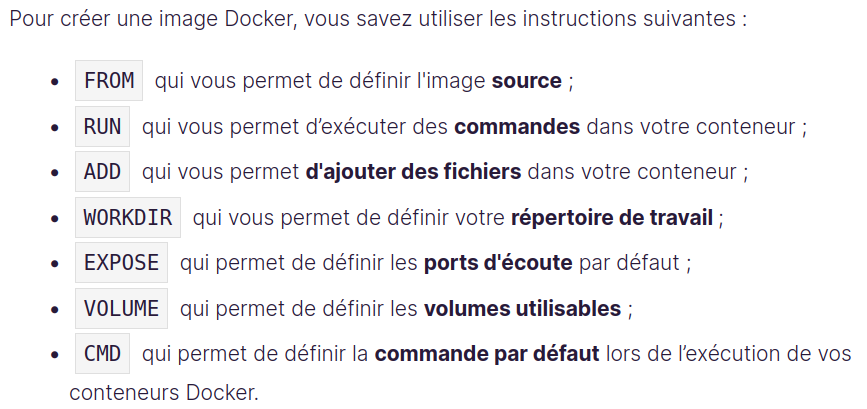 Pour créer une image Docker, vous savez utiliser les instructions suivantes :
• FROM qui vous permet de définir l'image source ;
• RUN qui vous permet d’exécuter des commandes dans votre conteneur ;
• ADD qui vous permet d'ajouter des fichiers dans votre conteneur ;
• WORKDIR qui vous permet de définir votre répertoire de travail ;
• EXPOSE qui permet de définir les ports d'écoute par défaut ;
• VOLUME qui permet de définir les volumes utilisables ;
• CMD qui permet de définir la commande par défaut lors de l’exécution de vos
conteneurs Docker.